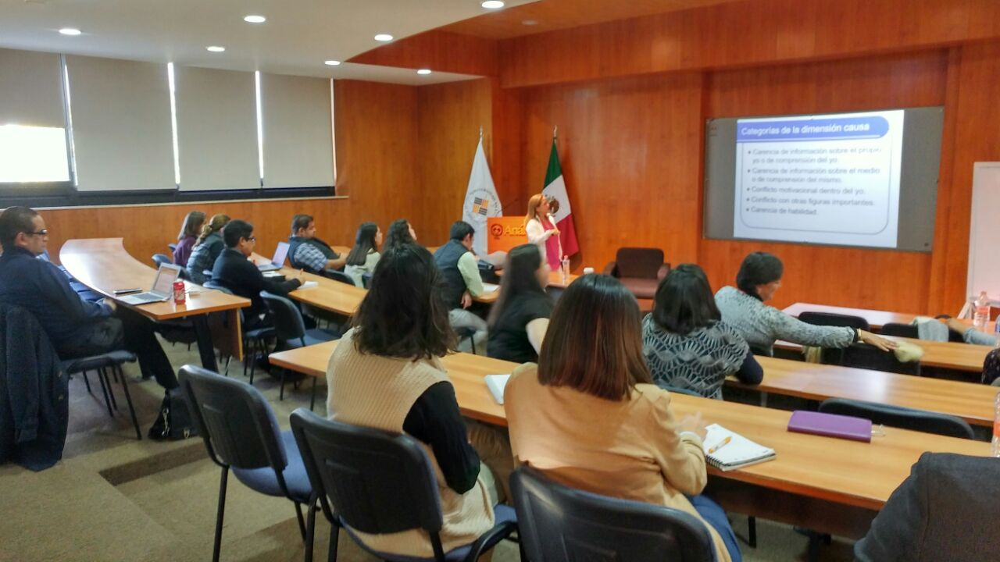 Categorías de la dimensión causa
• Carencia de información sobre el propio
yo o de comprensión del yo.
• Carencia de información sobre el medio
o de comprensión del mismo.
• Conflicto motivacional dentro del yo.
• Conflicto con otras figuras importantes.
• Carencia de habilidad.